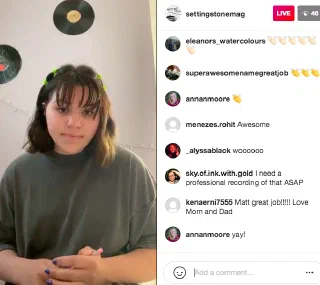 settingstonemag
LIVE
46
eleanors_watercolours 👏🏻👏🏻👏🏻👏🏻👏🏻
👏🏻
superawesomenamegreatjob 👏👏👏
annanmoore 👏
menezes.rohit Awesome
_alyssablack woooooo
sky.of.ink.with.gold I need a
professional recording of that ASAP
kenaerni7555 Matt great job!!!!! Love
Mom and Dad
annanmoore yay!
Add a comment...